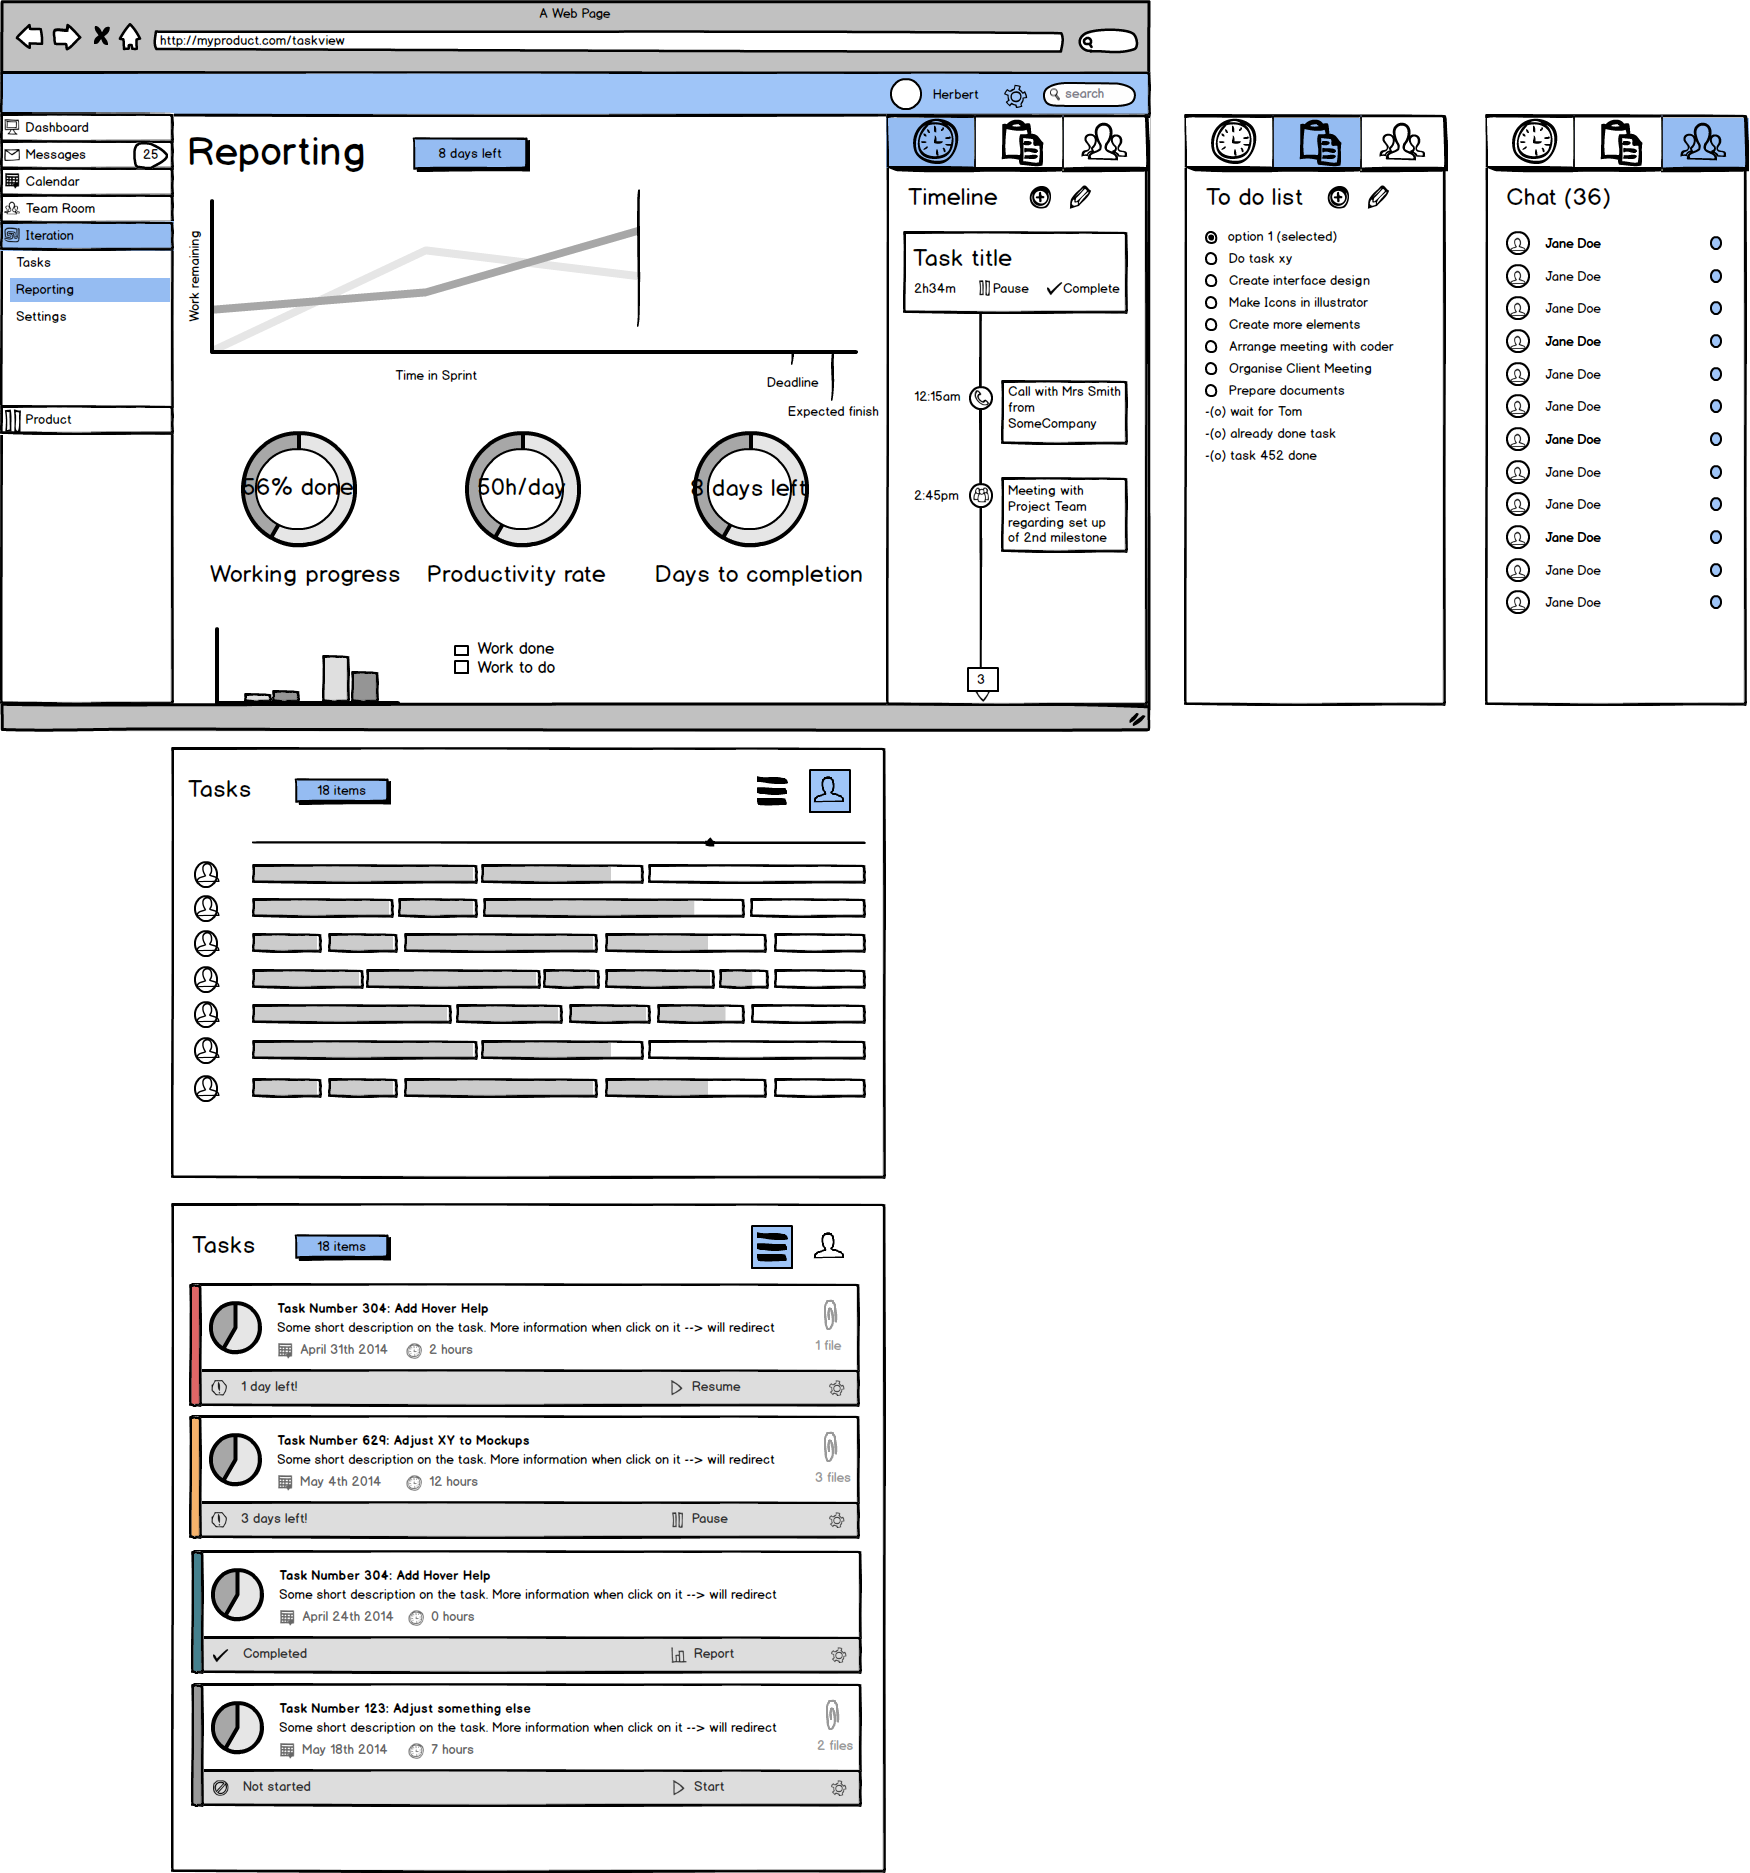 A Web Page
http://myproduct.com/taskview
Herbert
search
Dashboard
Messages
25
Calendar
Team Room
Iteration
Tasks
Reporting
Settings
Product
Reporting
8 days left
Work remaining
Time in Sprint
Deadline
Expected finish
56% done
50h/day
8 days left
Working progress
Productivity rate
Days to completion
Work done
Work to do
Timeline
Task title
2h34m
Pause
Complete
12:15am
Call with Mrs Smith
from
SomeCompany
2:45pm
Meeting with
Project Team
regarding set up
of 2nd milestone
3
To do list
option 1 (selected)
Do task xy
Create interface design
Make Icons in illustrator
Create more elements
Arrange meeting with coder
Organise Client Meeting
Prepare documents
-(o) wait for Tom
-(o) already done task
-(o) task 452 done
Chat (36)
Jane Doe
Jane Doe
Jane Doe
Jane Doe
Jane Doe
Jane Doe
Jane Doe
Jane Doe
Jane Doe
Jane Doe
Jane Doe
Jane Doe
Tasks
18 items
Tasks
18 items
Task Number 304: Add Hover Help
Some short description on the task. More information when click on it --> will redirect
April 31th 2014
2 hours
1 file
1 day left!
Resume
Task Number 629: Adjust XY to Mockups
Some short description on the task. More information when click on it --> will redirect
May 4th 2014
12 hours
3 files
3 days left!
Pause
Task Number 304: Add Hover Help
Some short description on the task. More information when click on it --> will redirect
April 24th 2014
0 hours
Completed
Report
Task Number 123: Adjust something else
Some short description on the task. More information when click on it --> will redirect
May 18th 2014
7 hours
2 files
Not started
Start